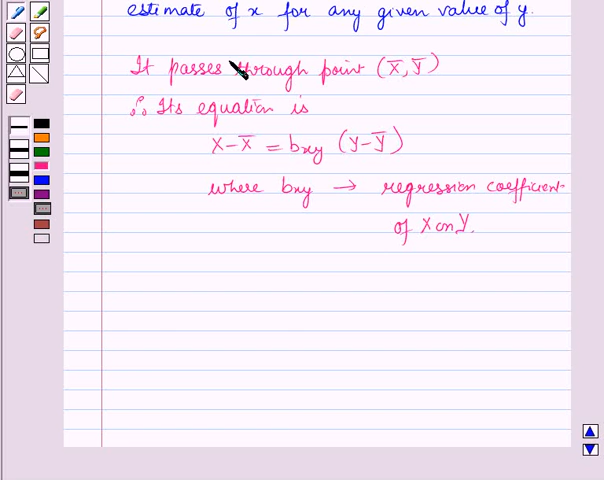 estimate of x for any given value of y.
It passes through point (X̄, Ȳ)
∴ Its equation is
X - X̄ = bxy (Y - Ȳ)
where bxy → regression coefficient
of X on Y.